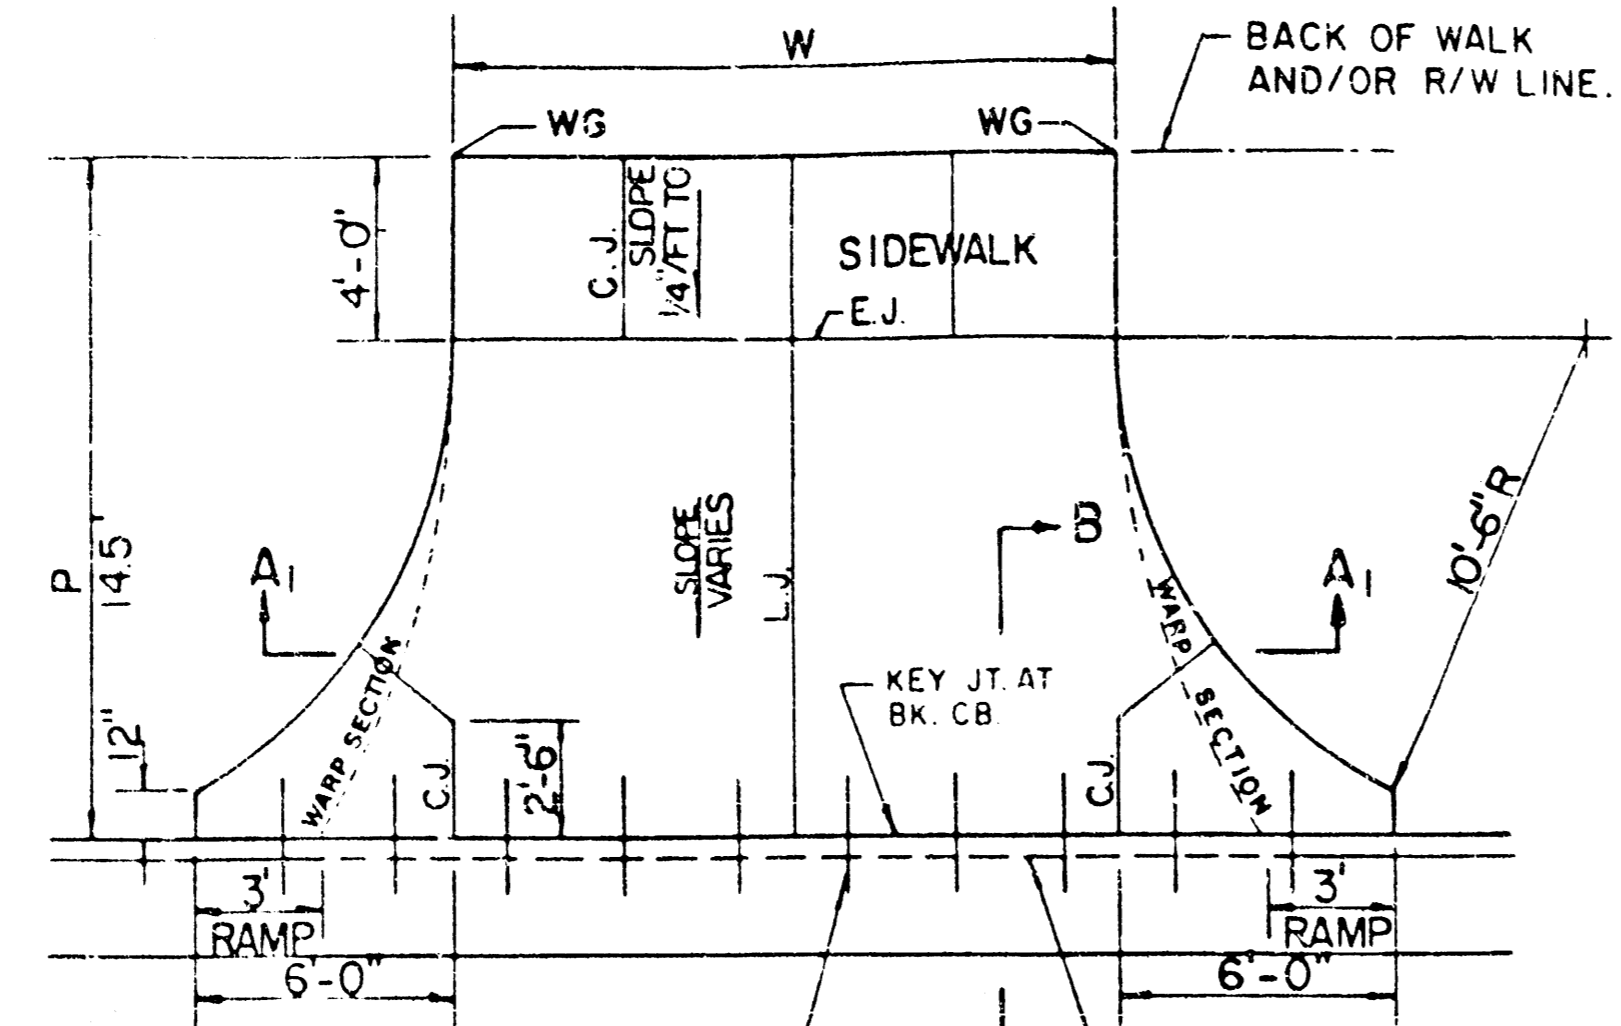 W
BACK OF WALK
AND/OR R/W LINE.
WG
WG
4'-0"
C. J.
SLOPE
1/4"/FT TO
SIDEWALK
E.J.
P
14.5'
A1
SLOPE
VARIES
L.J.
B
WARP
SECTION
A1
10'-6" R
12"
WARP SECTION
C.J.
2'-6"
KEY JT. AT
BK. CB.
C.J.
3'
RAMP
6'-0"
3'
RAMP
6'-0"